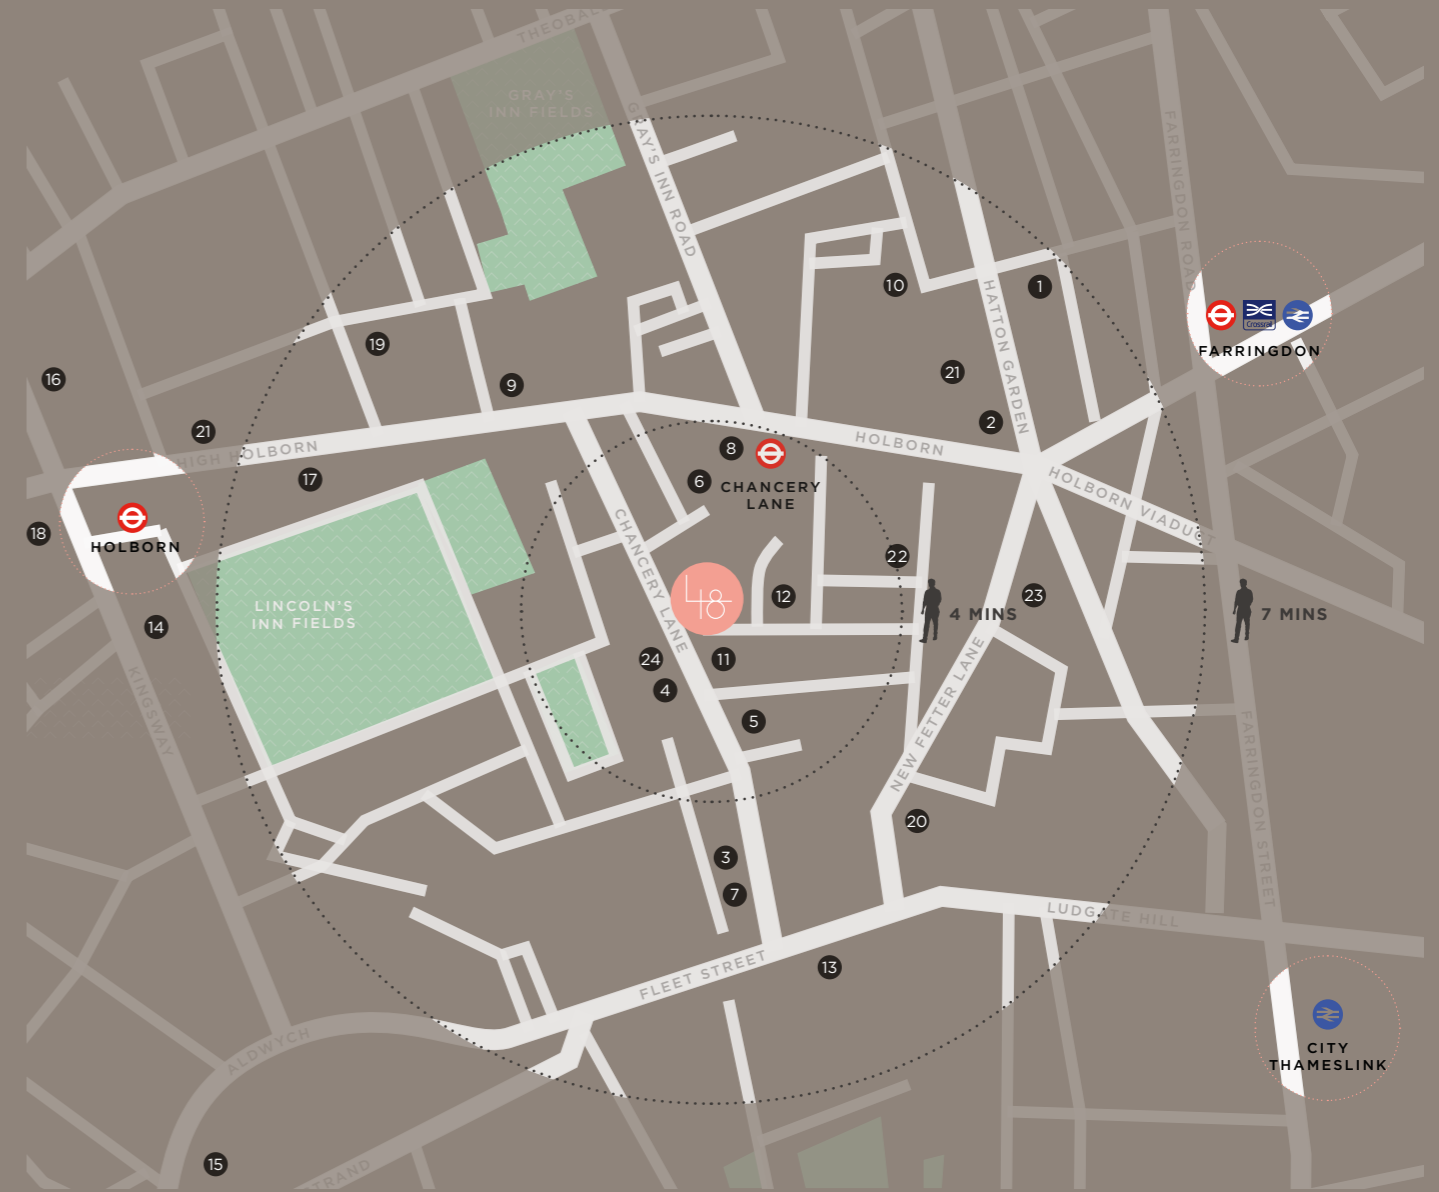 THEOBAL
GRAY'S
INN FIELDS
GRAY'S INN ROAD
FARRINGDON ROAD
10
1
HATTON GARDEN
Crossrail
FARRINGDON
19
16
9
21
2
21
HIGH HOLBORN
HOLBORN
8
17
6
CHANCERY
LANE
HOLBORN VIADUCT
18
HOLBORN
CHANCERY LANE
22
48
12
23
LINCOLN'S
INN FIELDS
4 MINS
7 MINS
14
24
11
4
5
KINGSWAY
NEW FETTER LANE
FARRINGDON STREET
20
3
7
LUDGATE HILL
FLEET STREET
13
ALDWYCH
CITY
THAMESLINK
15
TRAND